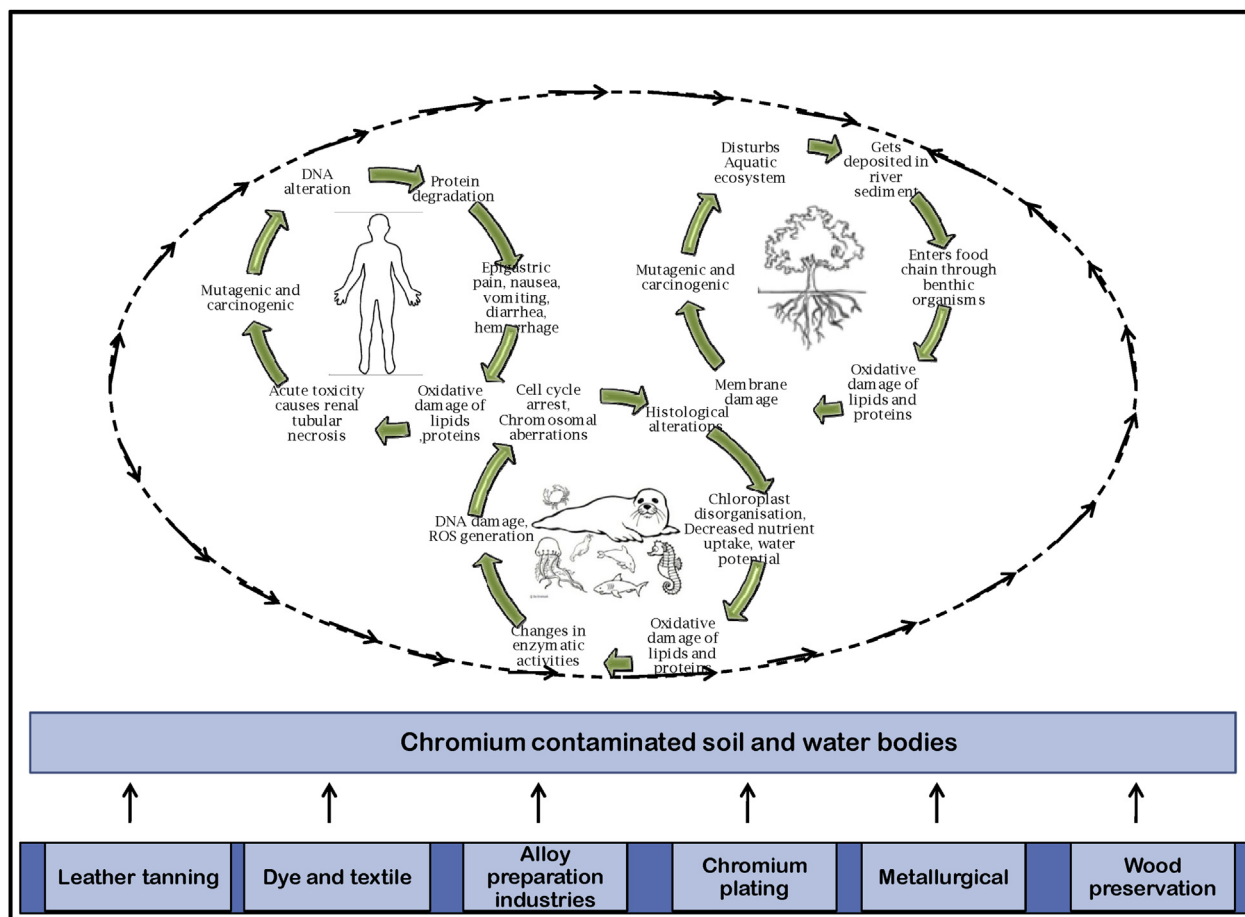 DNA
alteration
Protein
degradation
Epigastric
pain, nausea,
vomiting,
diarrhea,
hemorrhage
Oxidative
damage of
lipids
,proteins
Acute toxicity
causes renal
tubular
necrosis
Mutagenic and
carcinogenic
Disturbs
Aquatic
ecosystem
Gets
deposited in
river
sediment
Enters food
chain through
benthic
organisms
Oxidative
damage of
lipids and
proteins
Membrane
damage
Mutagenic and
carcinogenic
Cell cycle
arrest,
Chromosomal
aberrations
Histological
alterations
Chloroplast
disorganisation,
Decreased nutrient
uptake, water
potential
Oxidative
damage of
lipids and
proteins
Changes in
enzymatic
activities
DNA damage,
ROS generation
Chromium contaminated soil and water bodies
Leather tanning
Dye and textile
Alloy
preparation
industries
Chromium
plating
Metallurgical
Wood
preservation